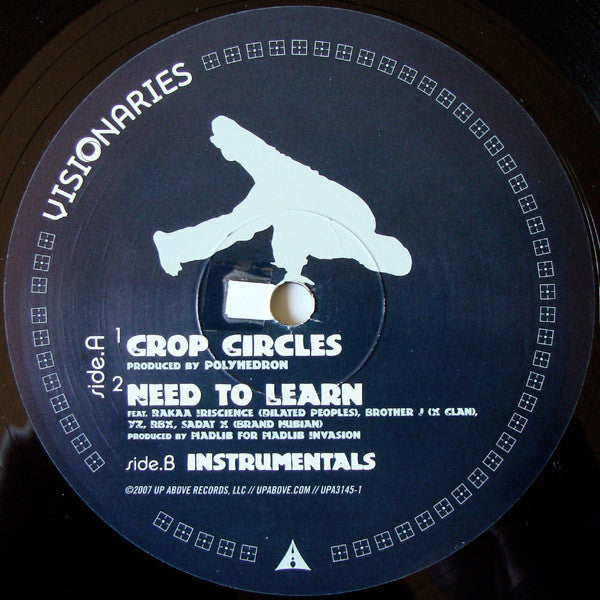 VISIONARIES
side.A
1 CROP CIRCLES
PRODUCED BY POLYHEDRON
2 NEED TO LEARN
FEAT. RAKAA IRISCIENCE (DILATED PEOPLES), BROTHER J (X CLAN),
YZ, RBX, SADAT X (BRAND NUBIAN)
PRODUCED BY MADLIB FOR MADLIB INVASION
side.B INSTRUMENTALS
©2007 UP ABOVE RECORDS, LLC // UPABOVE.COM // UPA3145-1